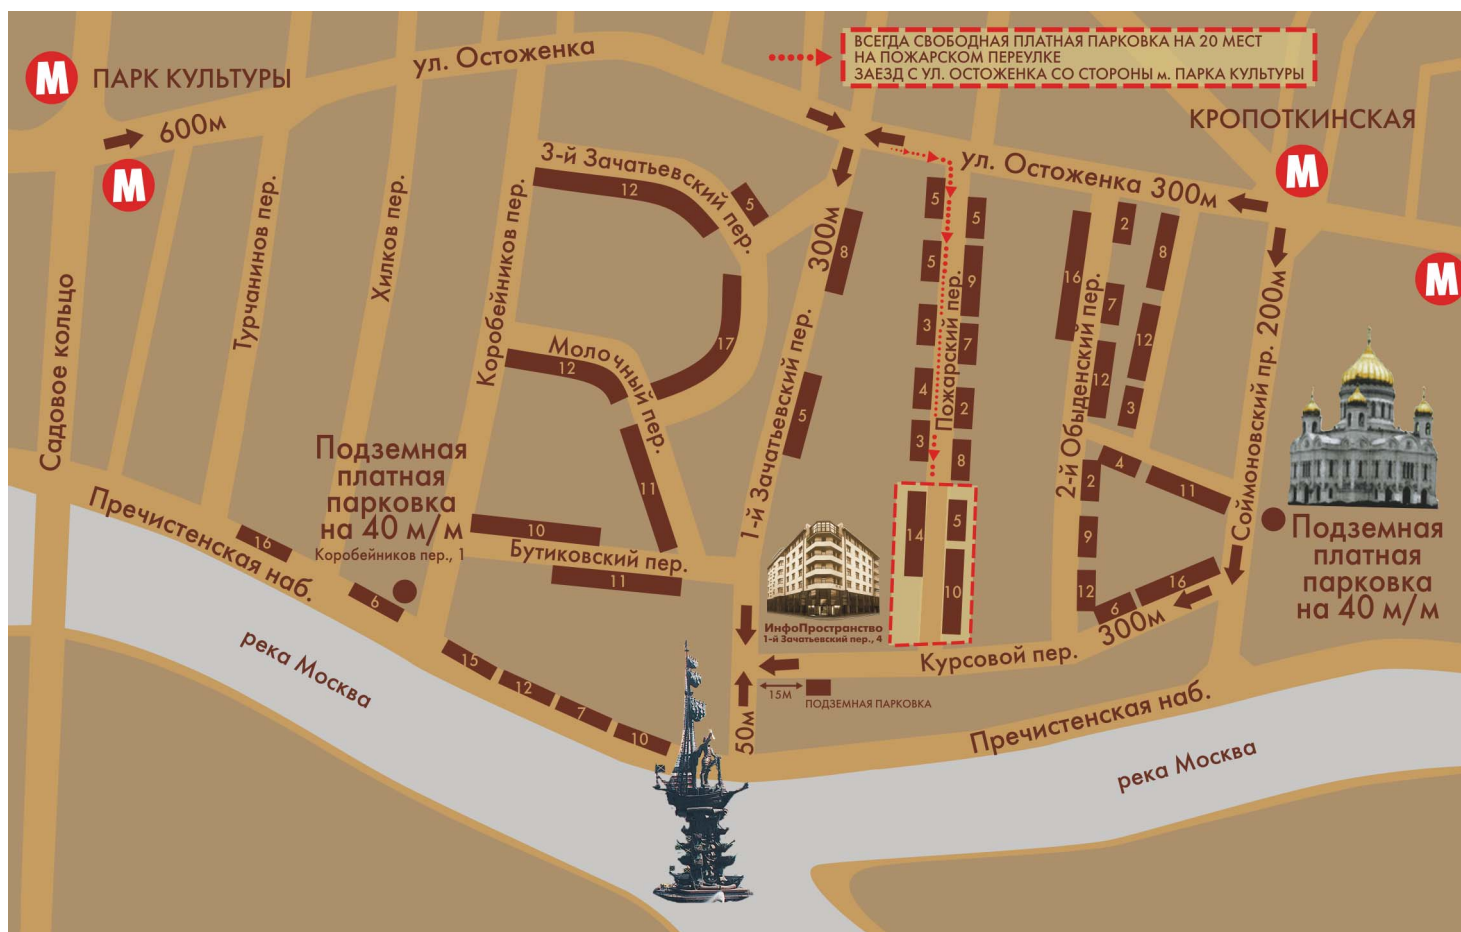 ВСЕГДА СВОБОДНАЯ ПЛАТНАЯ ПАРКОВКА НА 20 МЕСТ
НА ПОЖАРСКОМ ПЕРЕУЛКЕ
ЗАЕЗД С УЛ. ОСТОЖЕНКА СО СТОРОНЫ м. ПАРКА КУЛЬТУРЫ
М
ПАРК КУЛЬТУРЫ
ул. Остоженка
600м
М
КРОПОТКИНСКАЯ
М
ул. Остоженка 300м
М
3-й Зачатьевский пер.
12
5
17
Садовое кольцо
Турчанинов пер.
Хилков пер.
Коробейников пер.
Молочный пер.
12
11
300м
8
1-й Зачатьевский пер.
5
5
5
3
4
3
14
Пожарский пер.
5
9
7
2
8
5
10
16
2-й Обыденский пер.
2
7
12
8
12
3
4
11
2
9
12
6
16
Соймоновский пр. 200м
Подземная
платная
парковка
на 40 м/м
Коробейников пер., 1
Подземная
платная
парковка
на 40 м/м
10
Бутиковский пер.
11
ИнфоПространство
1-й Зачатьевский пер., 4
Курсовой пер.
300м
15М
ПОДЗЕМНАЯ ПАРКОВКА
50м
Пречистенская наб.
16
6
15
12
7
10
река Москва
Пречистенская наб.
река Москва